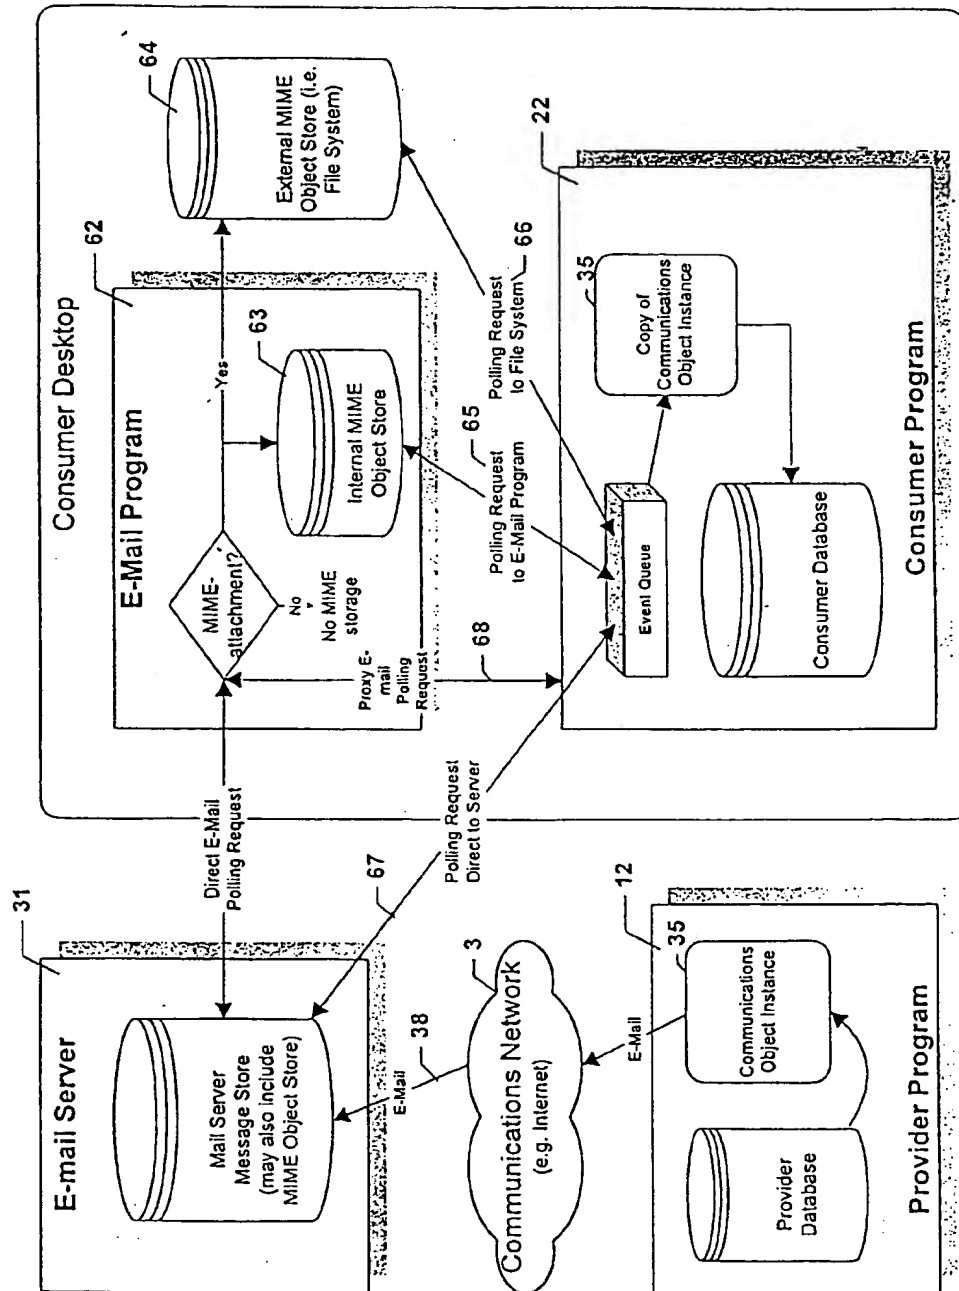 Consumer Desktop
E-Mail Program
62
64
External MIME
Object Store (i.e.
File System)
MIME-
attachment?
Yes
No
No MIME
storage
63
Internal MIME
Object Store
Proxy E-
mail
Polling
Request
68
65
Polling Request
to E-Mail Program
Polling Request
to File System
66
22
35
Copy of
Communications
Object Instance
Event Queue
Consumer Database
Consumer Program
31
E-mail Server
Mail Server
Message Store
(may also include
MIME Object Store)
Direct E-Mail
Polling Request
67
Polling Request
Direct to Server
38
E-Mail
3
Communications Network
(e.g. Internet)
E-Mail
12
35
Communications
Object Instance
Provider
Database
Provider Program